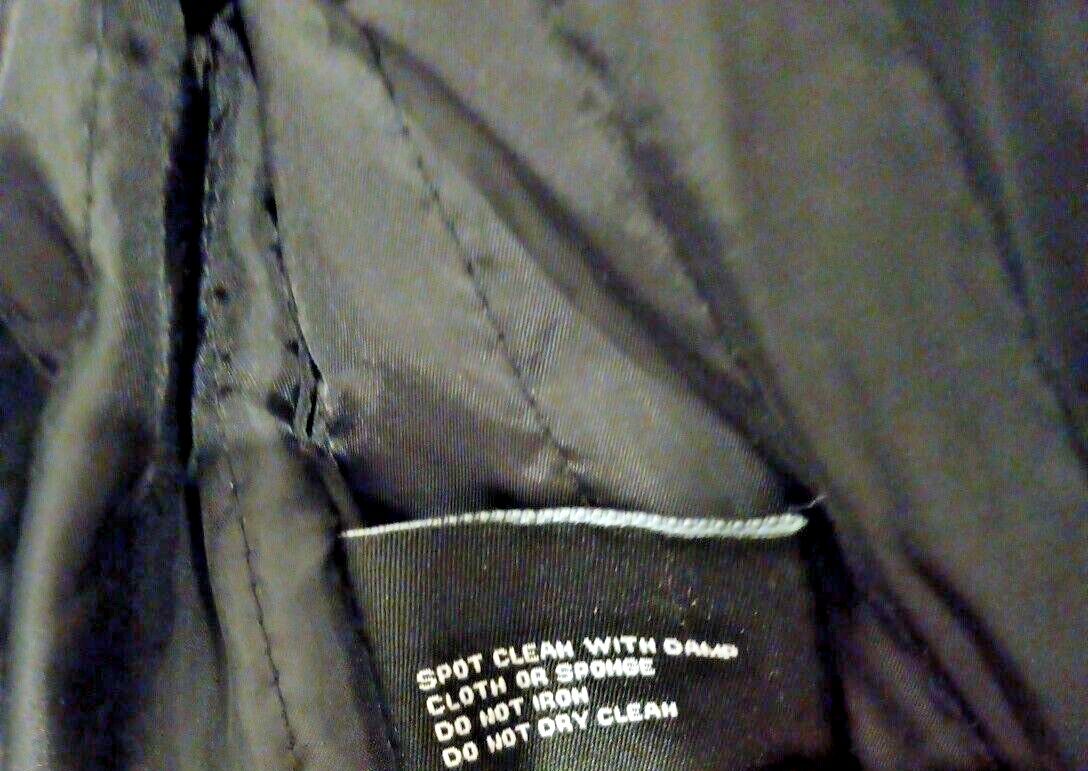 SPOT CLEAN WITH DAMP
CLOTH OR SPONGE
DO NOT IRON
DO NOT DRY CLEAN